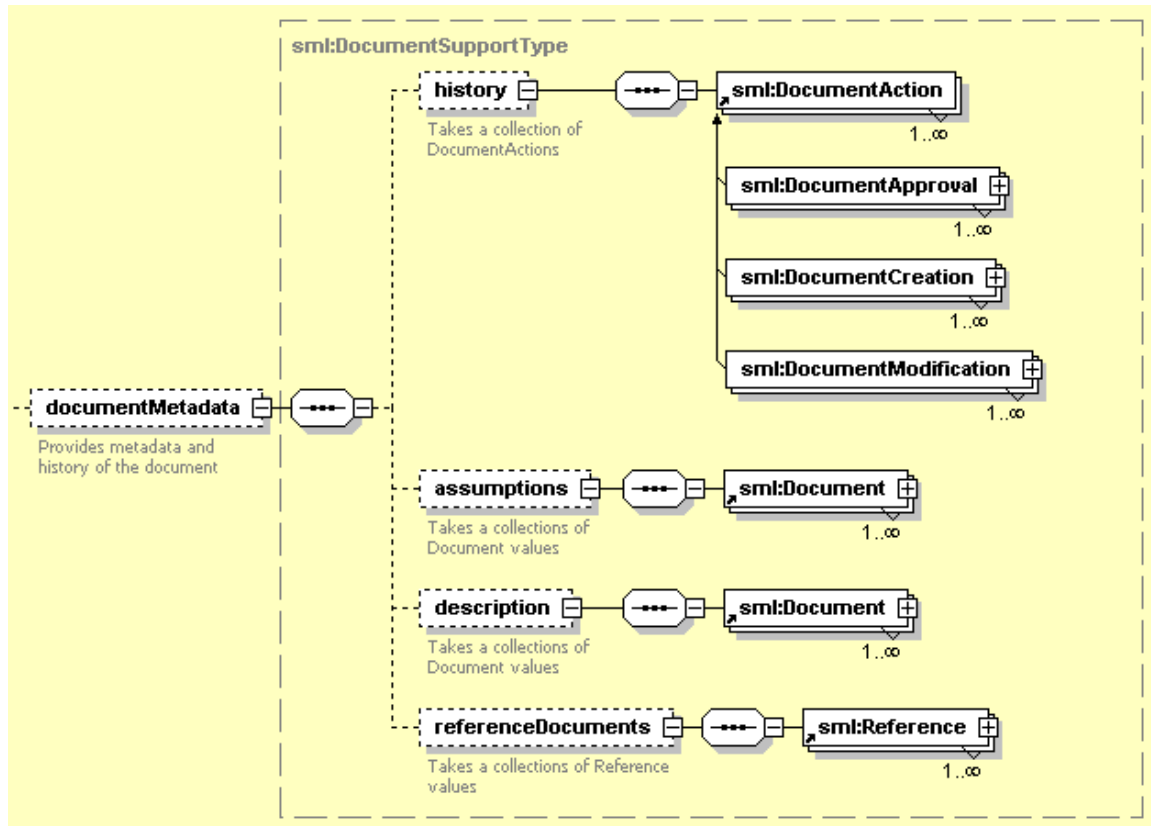 sml:DocumentSupportType
history
sml:DocumentAction
1..∞
Takes a collection of
DocumentActions
sml:DocumentApproval
1..∞
sml:DocumentCreation
1..∞
sml:DocumentModification
1..∞
documentMetadata
Provides metadata and
history of the document
assumptions
sml:Document
1..∞
Takes a collections of
Document values
description
sml:Document
1..∞
Takes a collections of
Document values
referenceDocuments
sml:Reference
1..∞
Takes a collections of Reference
values